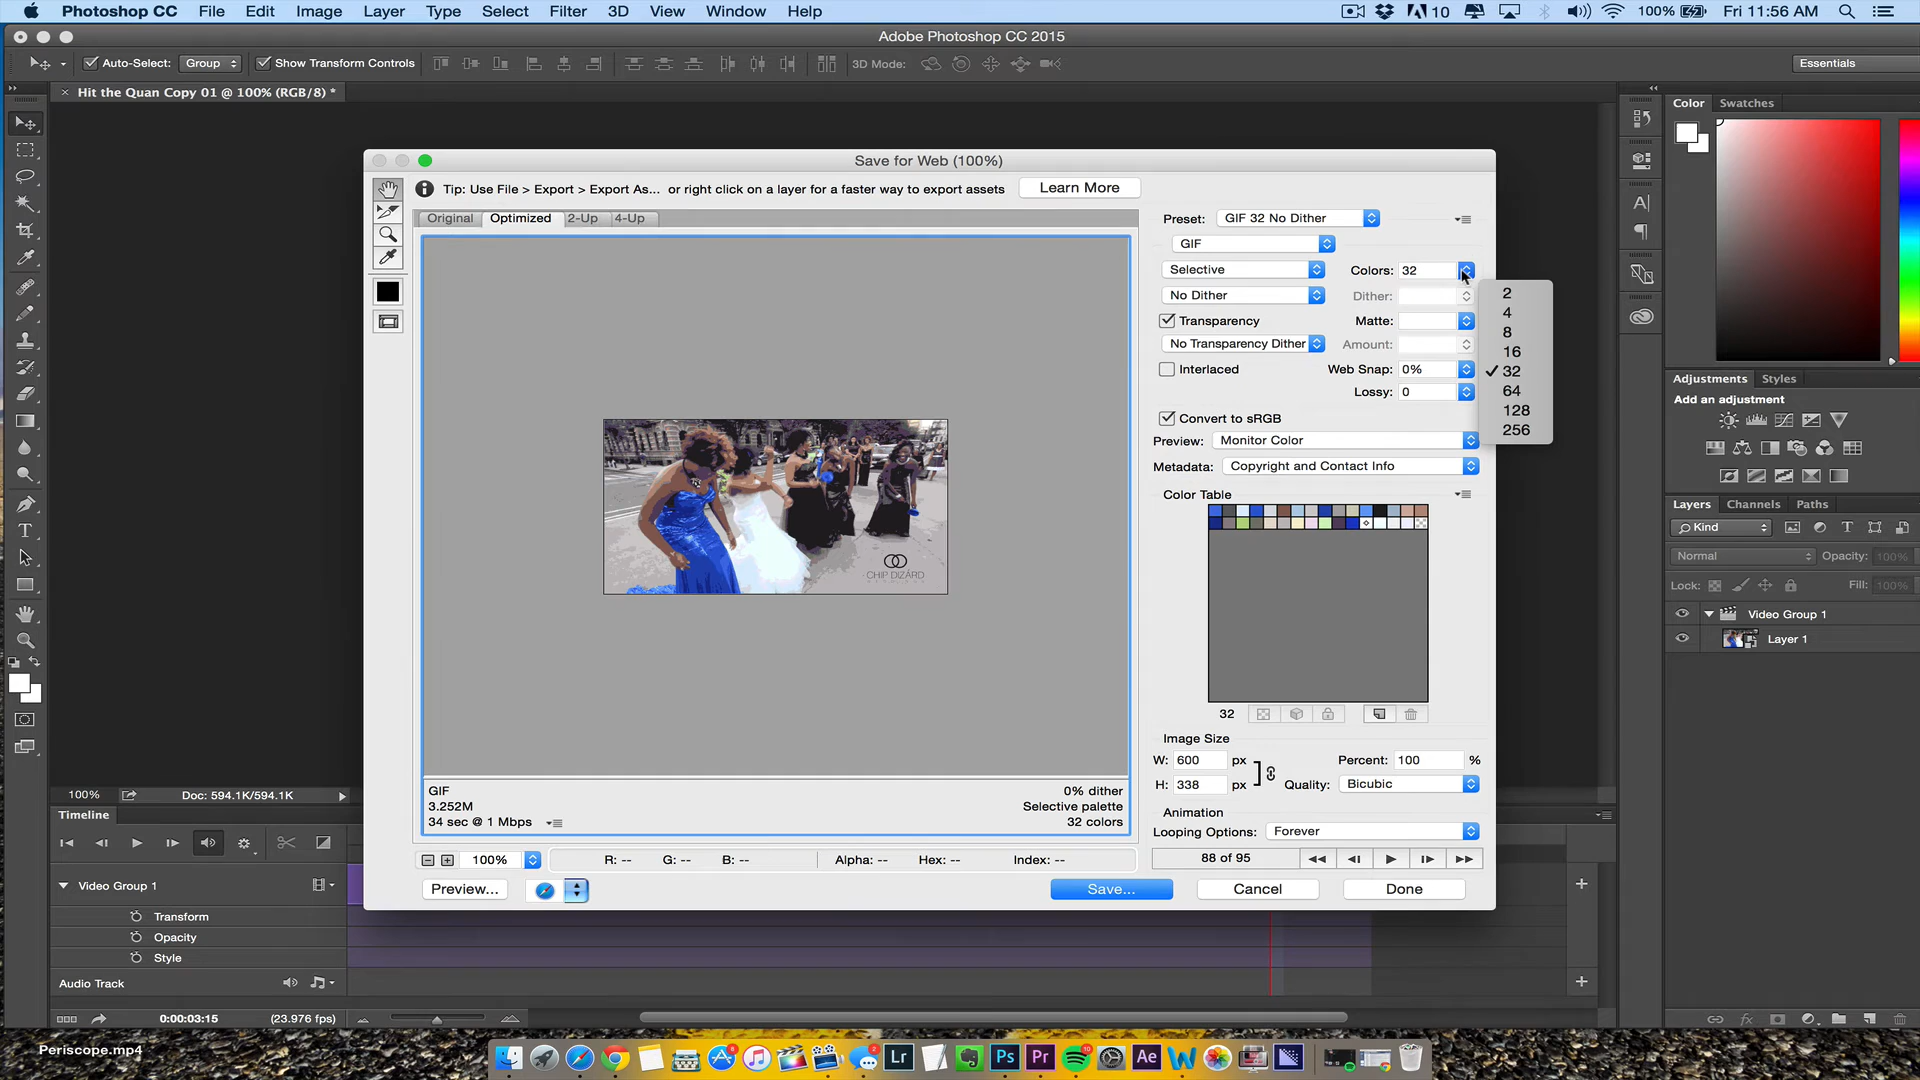 Photoshop CC File Edit Image Layer Type Select Filter 3D View Window Help 10 100% Fri 11:56 AM
Adobe Photoshop CC 2015
Auto-Select: Group Show Transform Controls 3D Mode: Essentials
Hit the Quan Copy 01 @ 100% (RGB/8) *
Color Swatches
Save for Web (100%)
Tip: Use File > Export > Export As... or right click on a layer for a faster way to export assets Learn More
Original Optimized 2-Up 4-Up
Preset: GIF 32 No Dither
GIF
Selective Colors: 32
No Dither Dither:
Transparency Matte:
No Transparency Dither Amount:
Interlaced Web Snap: 0%
Lossy: 0
2
4
8
16
32
64
128
256
Convert to sRGB
Preview: Monitor Color
Metadata: Copyright and Contact Info
Color Table
32
CHIP DIZARD
Image Size
W: 600 px Percent: 100 %
H: 338 px Quality: Bicubic
Animation
Looping Options: Forever
88 of 95
GIF 0% dither
3.252M Selective palette
34 sec @ 1 Mbps 32 colors
100% R: -- G: -- B: -- Alpha: -- Hex: -- Index: --
Preview... Save... Cancel Done
Adjustments Styles
Add an adjustment
Layers Channels Paths
Kind
Normal Opacity: 100%
Lock: Fill: 100%
Video Group 1
Layer 1
100% Doc: 594.1K/594.1K
Timeline
Video Group 1
Transform
Opacity
Style
Audio Track
0:00:03:15 (23.976 fps)
Periscope.mp4
Lr Ps Pr Ae